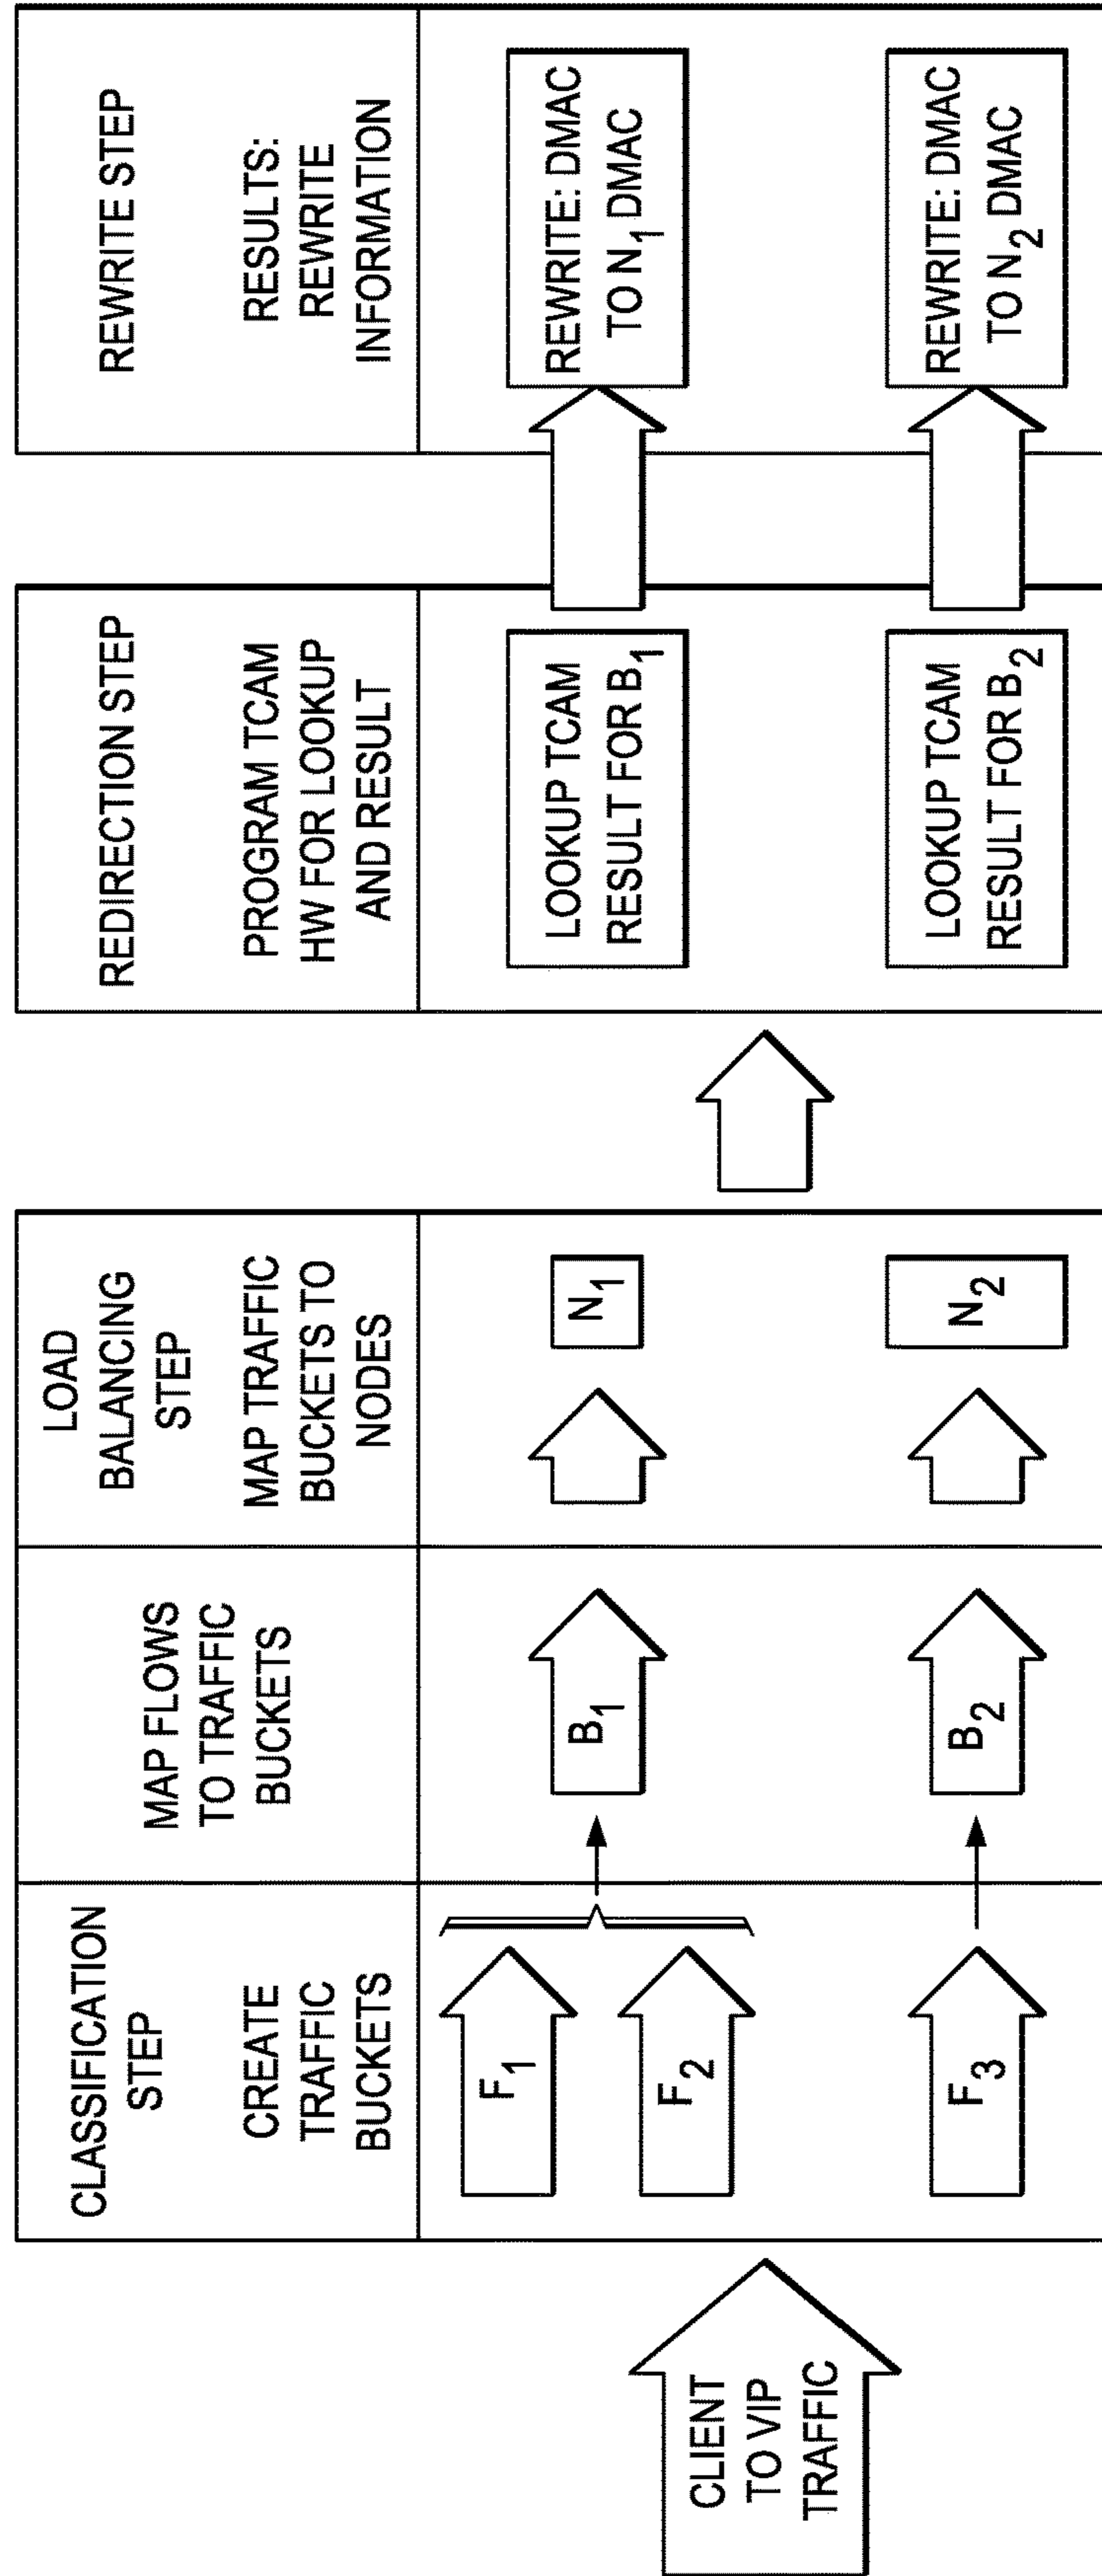 CLIENT
TO VIP
TRAFFIC
CLASSIFICATION
STEP
CREATE
TRAFFIC
BUCKETS
F1
F2
F3
MAP FLOWS
TO TRAFFIC
BUCKETS
B1
B2
LOAD
BALANCING
STEP
MAP TRAFFIC
BUCKETS TO
NODES
N1
N2
REDIRECTION STEP
PROGRAM TCAM
HW FOR LOOKUP
AND RESULT
LOOKUP TCAM
RESULT FOR B1
LOOKUP TCAM
RESULT FOR B2
REWRITE STEP
RESULTS:
REWRITE
INFORMATION
REWRITE: DMAC
TO N1 DMAC
REWRITE: DMAC
TO N2 DMAC